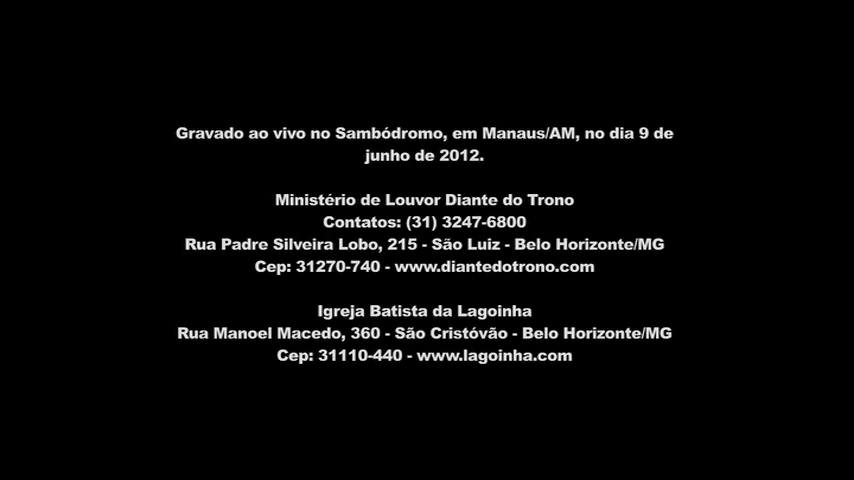 Gravado ao vivo no Sambódromo, em Manaus/AM, no dia 9 de
junho de 2012.
Ministério de Louvor Diante do Trono
Contatos: (31) 3247-6800
Rua Padre Silveira Lobo, 215 - São Luiz - Belo Horizonte/MG
Cep: 31270-740 - www.diantedotrono.com
Igreja Batista da Lagoinha
Rua Manoel Macedo, 360 - São Cristóvão - Belo Horizonte/MG
Cep: 31110-440 - www.lagoinha.com